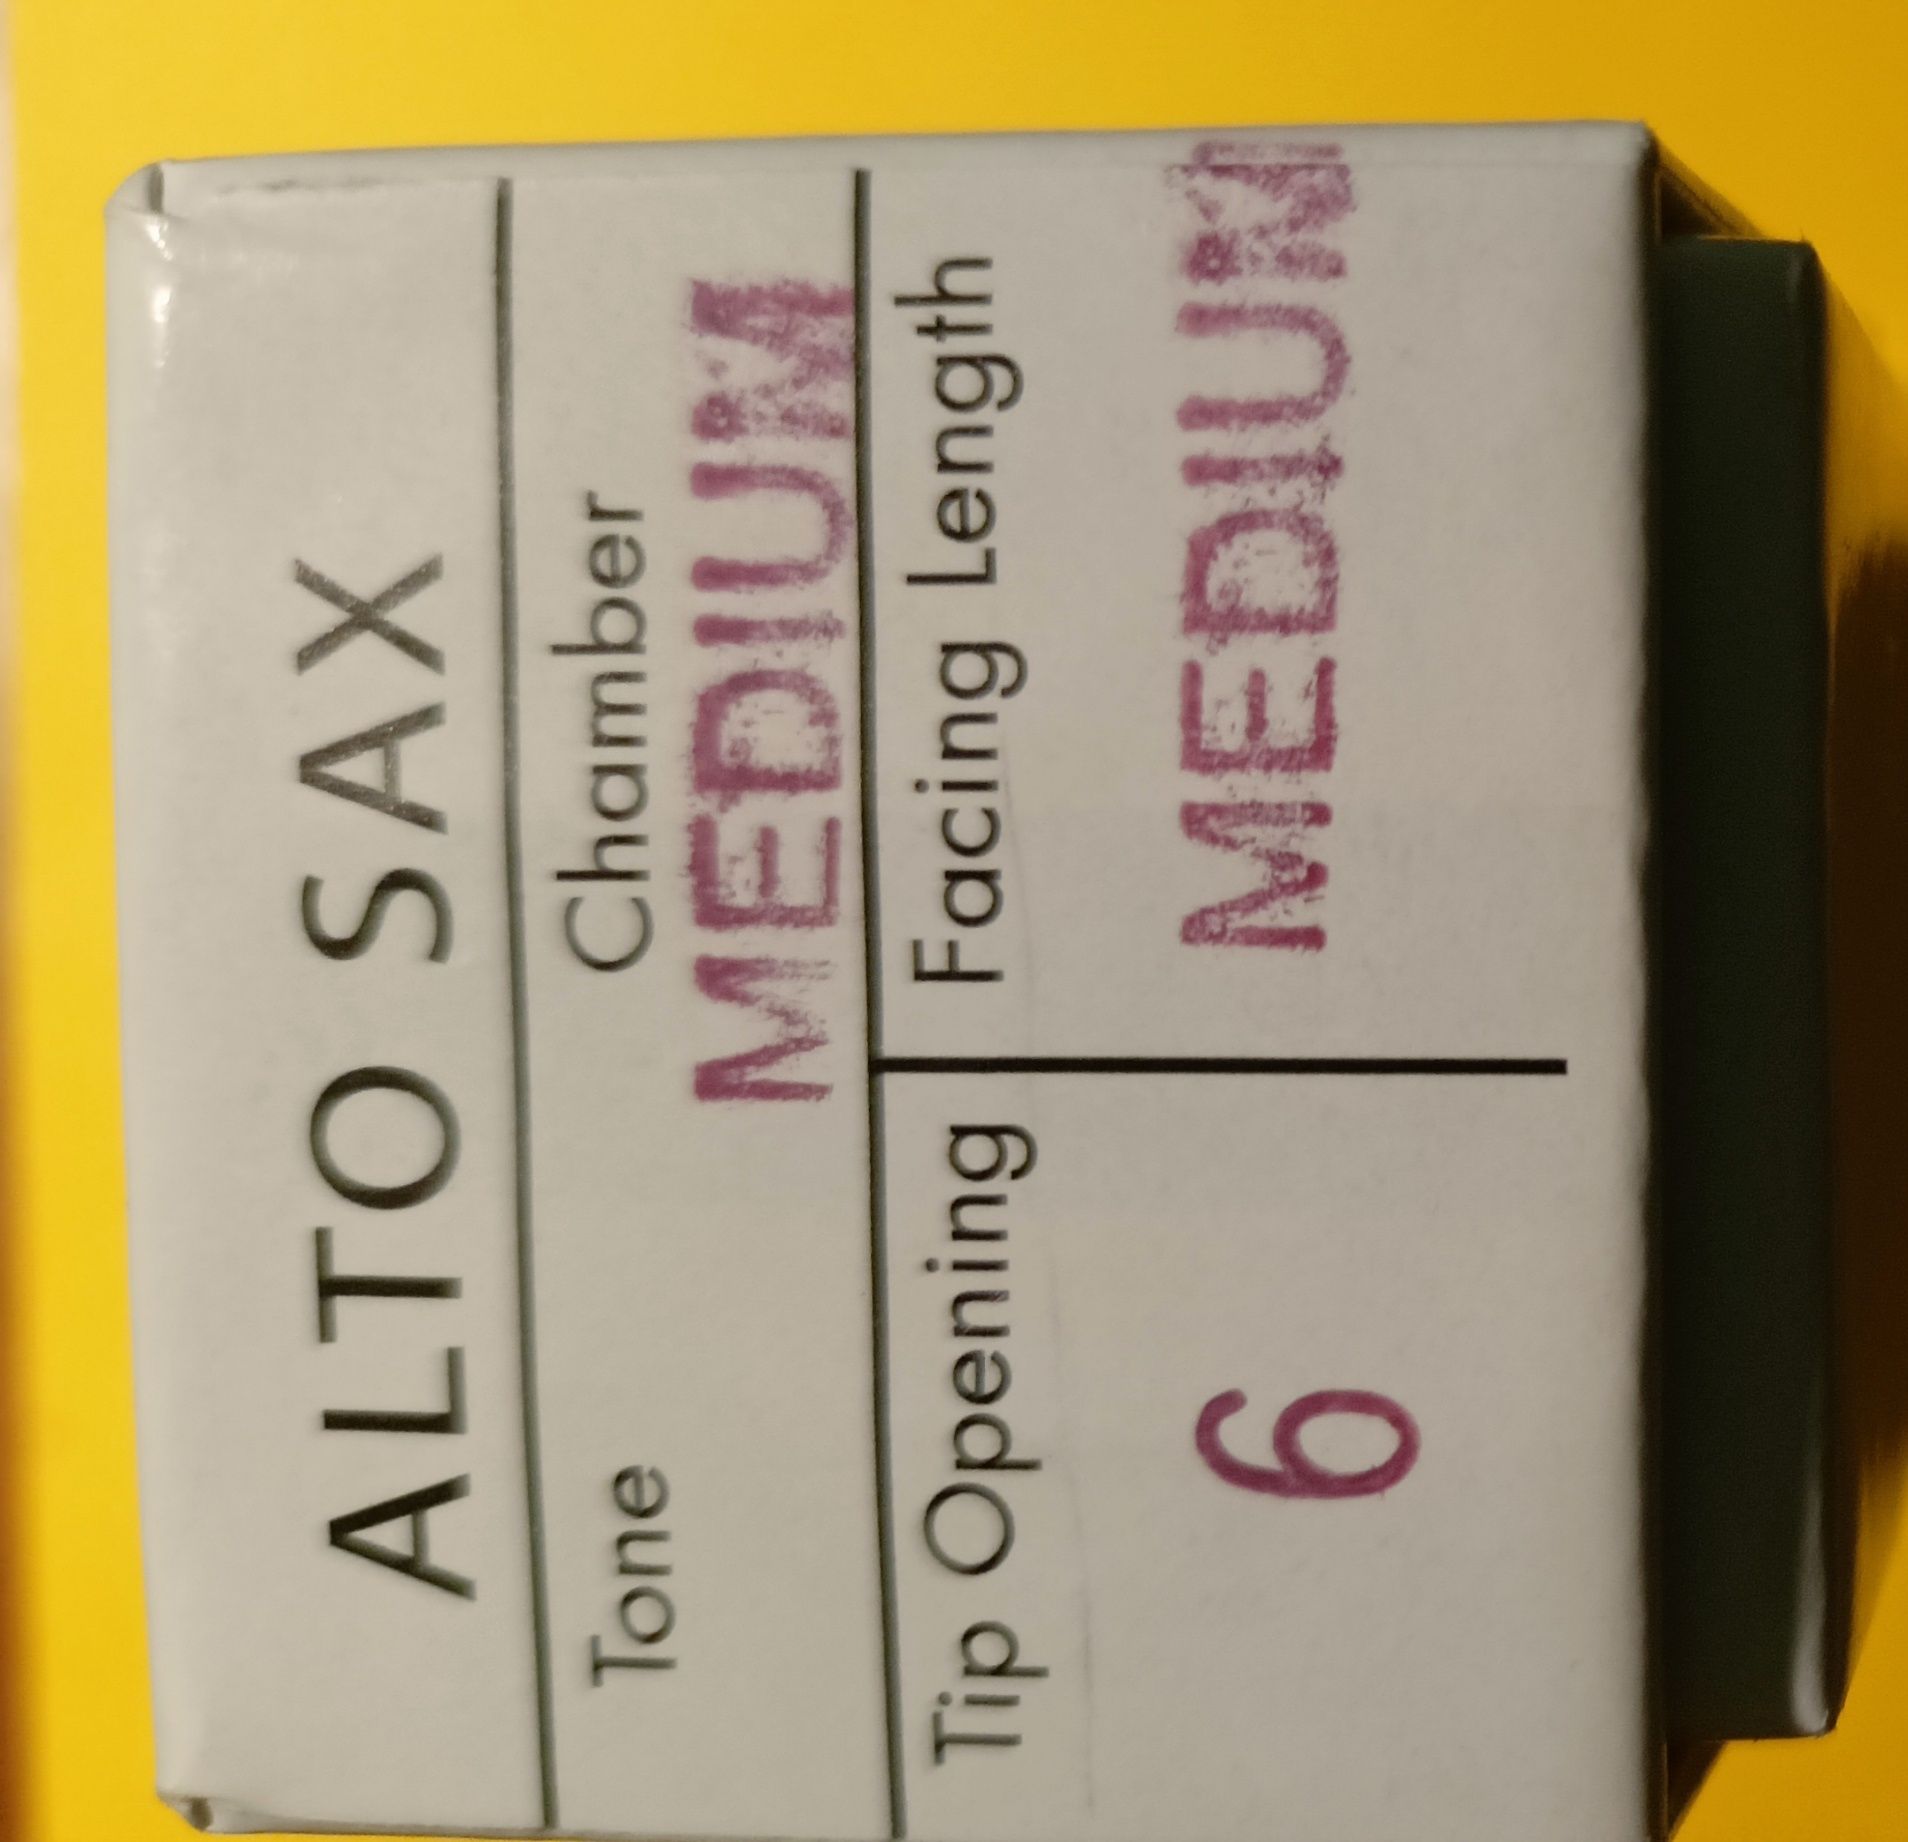 ALTO SAX
Tone Chamber
MEDIUM
Tip Opening Facing Length
6 MEDIUM